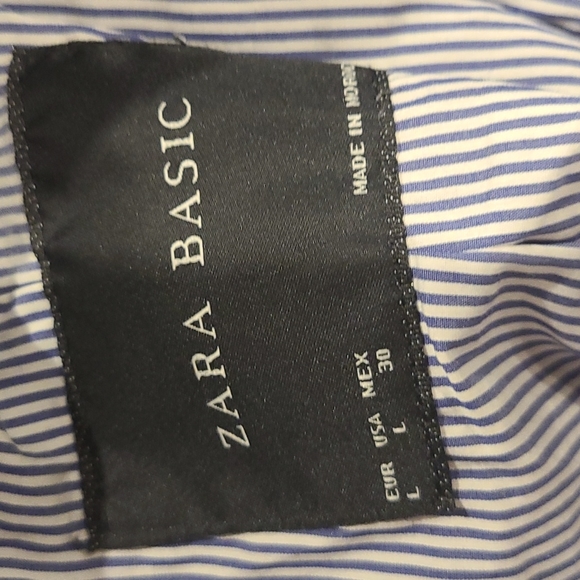 ZARA BASIC
EUR USA MEX
L L 30
MADE IN